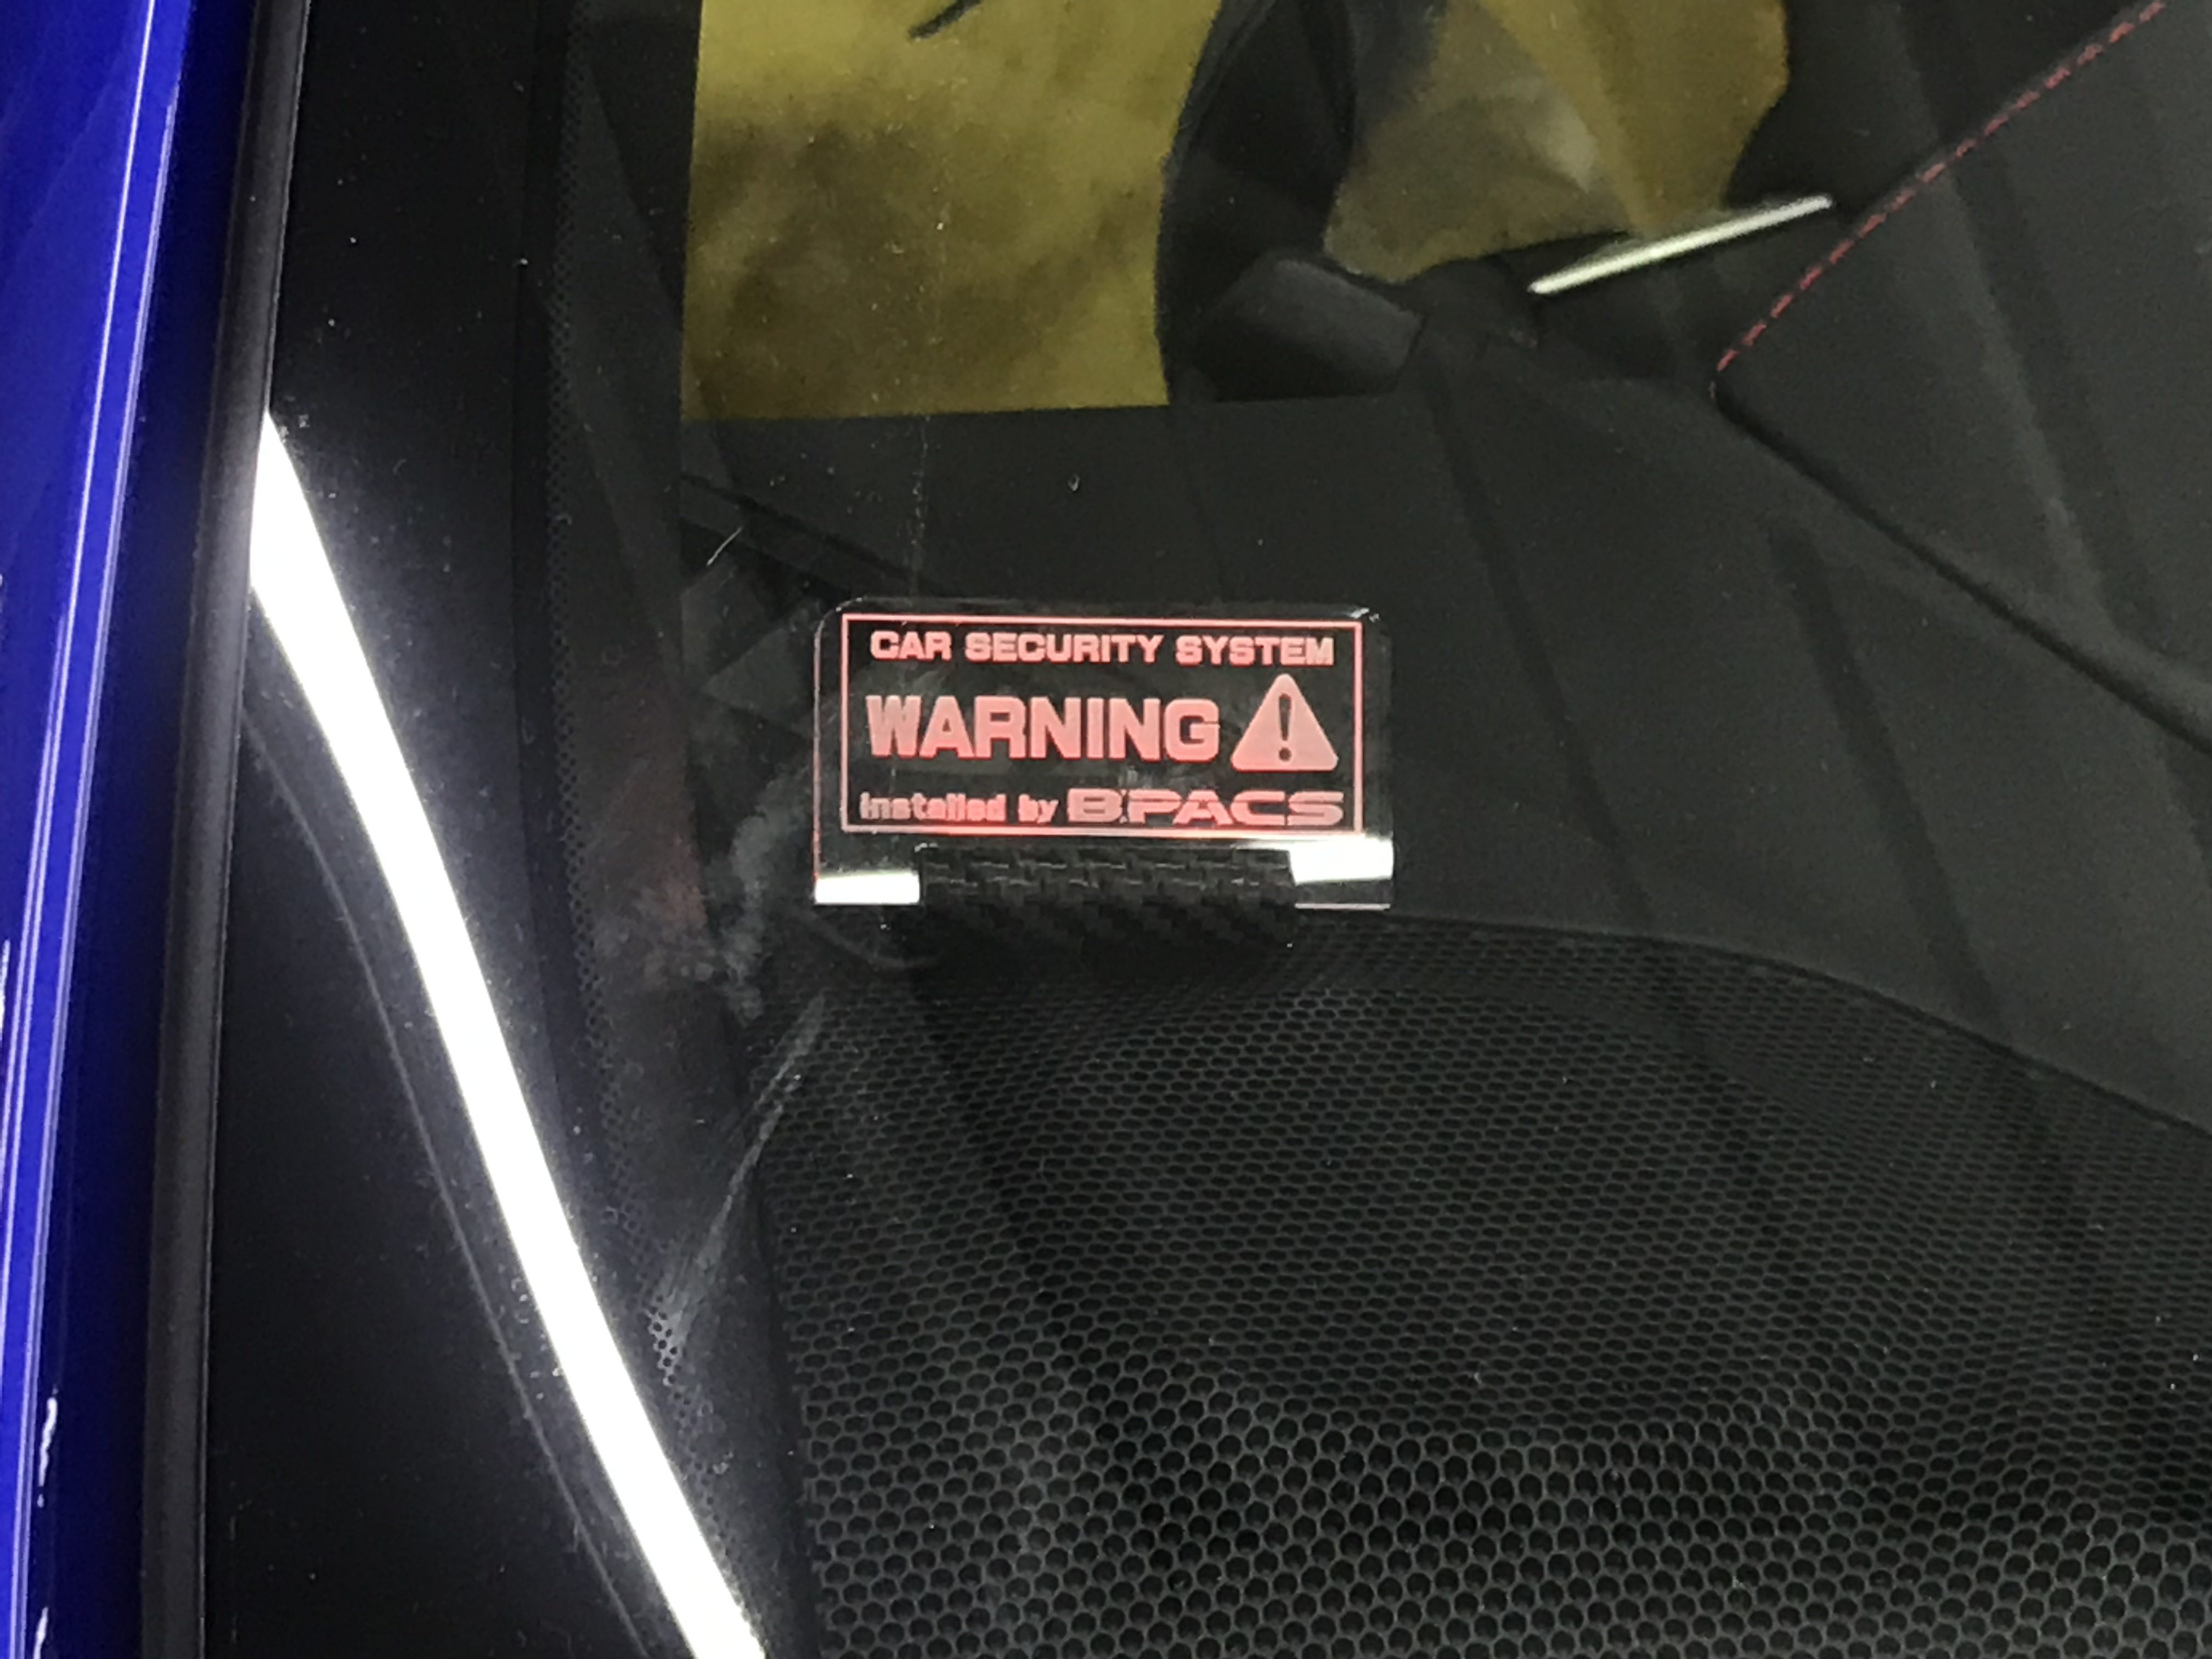 CAR SECURITY SYSTEM
WARNING
installed by B-PACS